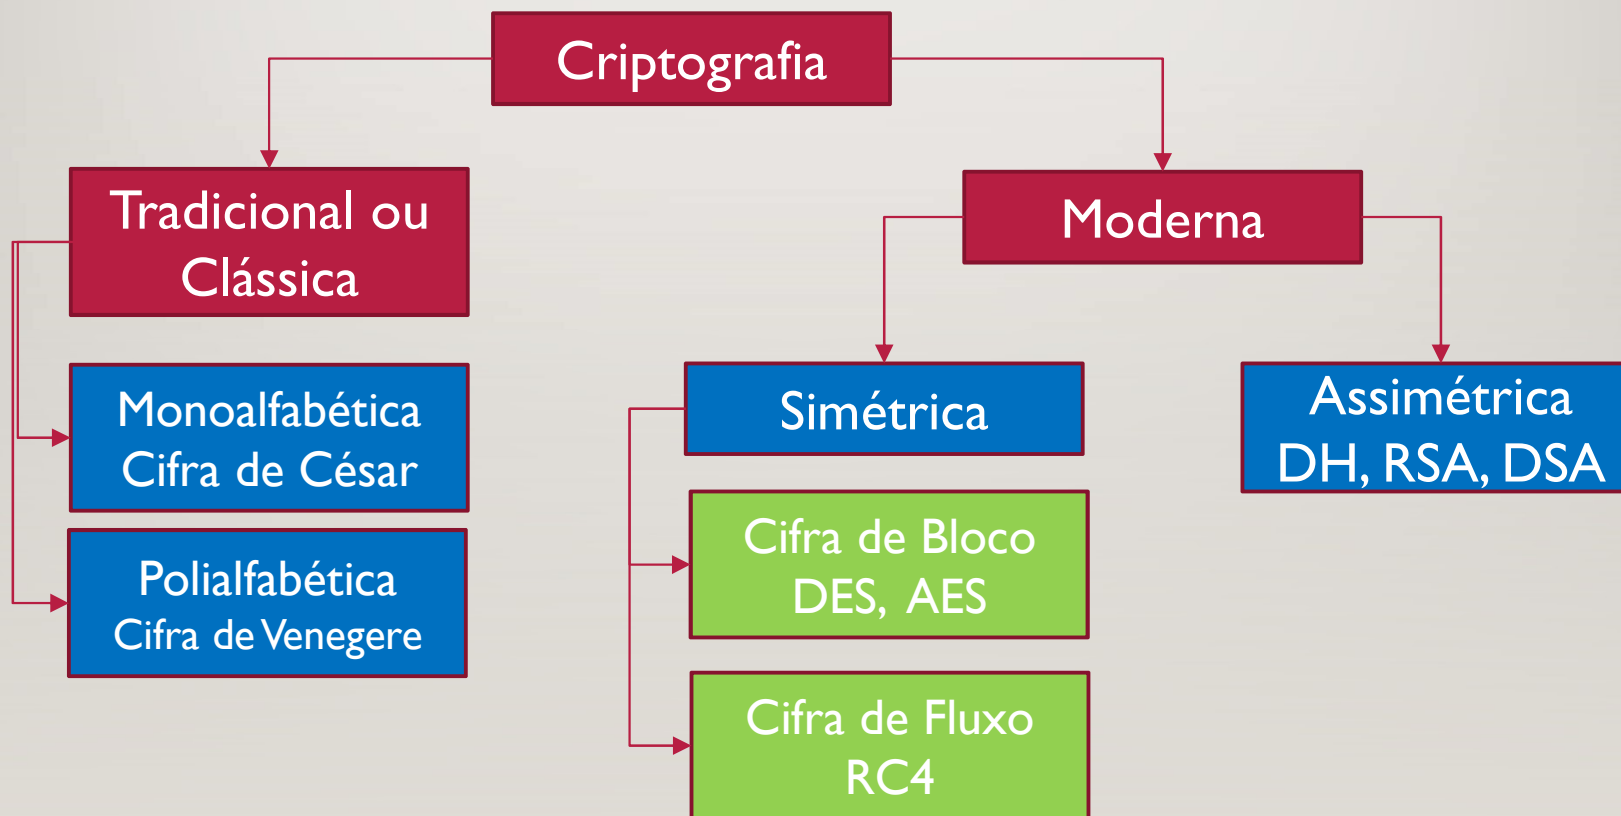 Criptografia
Tradicional ou
Clássica
Moderna
Monoalfabética
Cifra de César
Polialfabética
Cifra de Venegere
Simétrica
Cifra de Bloco
DES, AES
Cifra de Fluxo
RC4
Assimétrica
DH, RSA, DSA